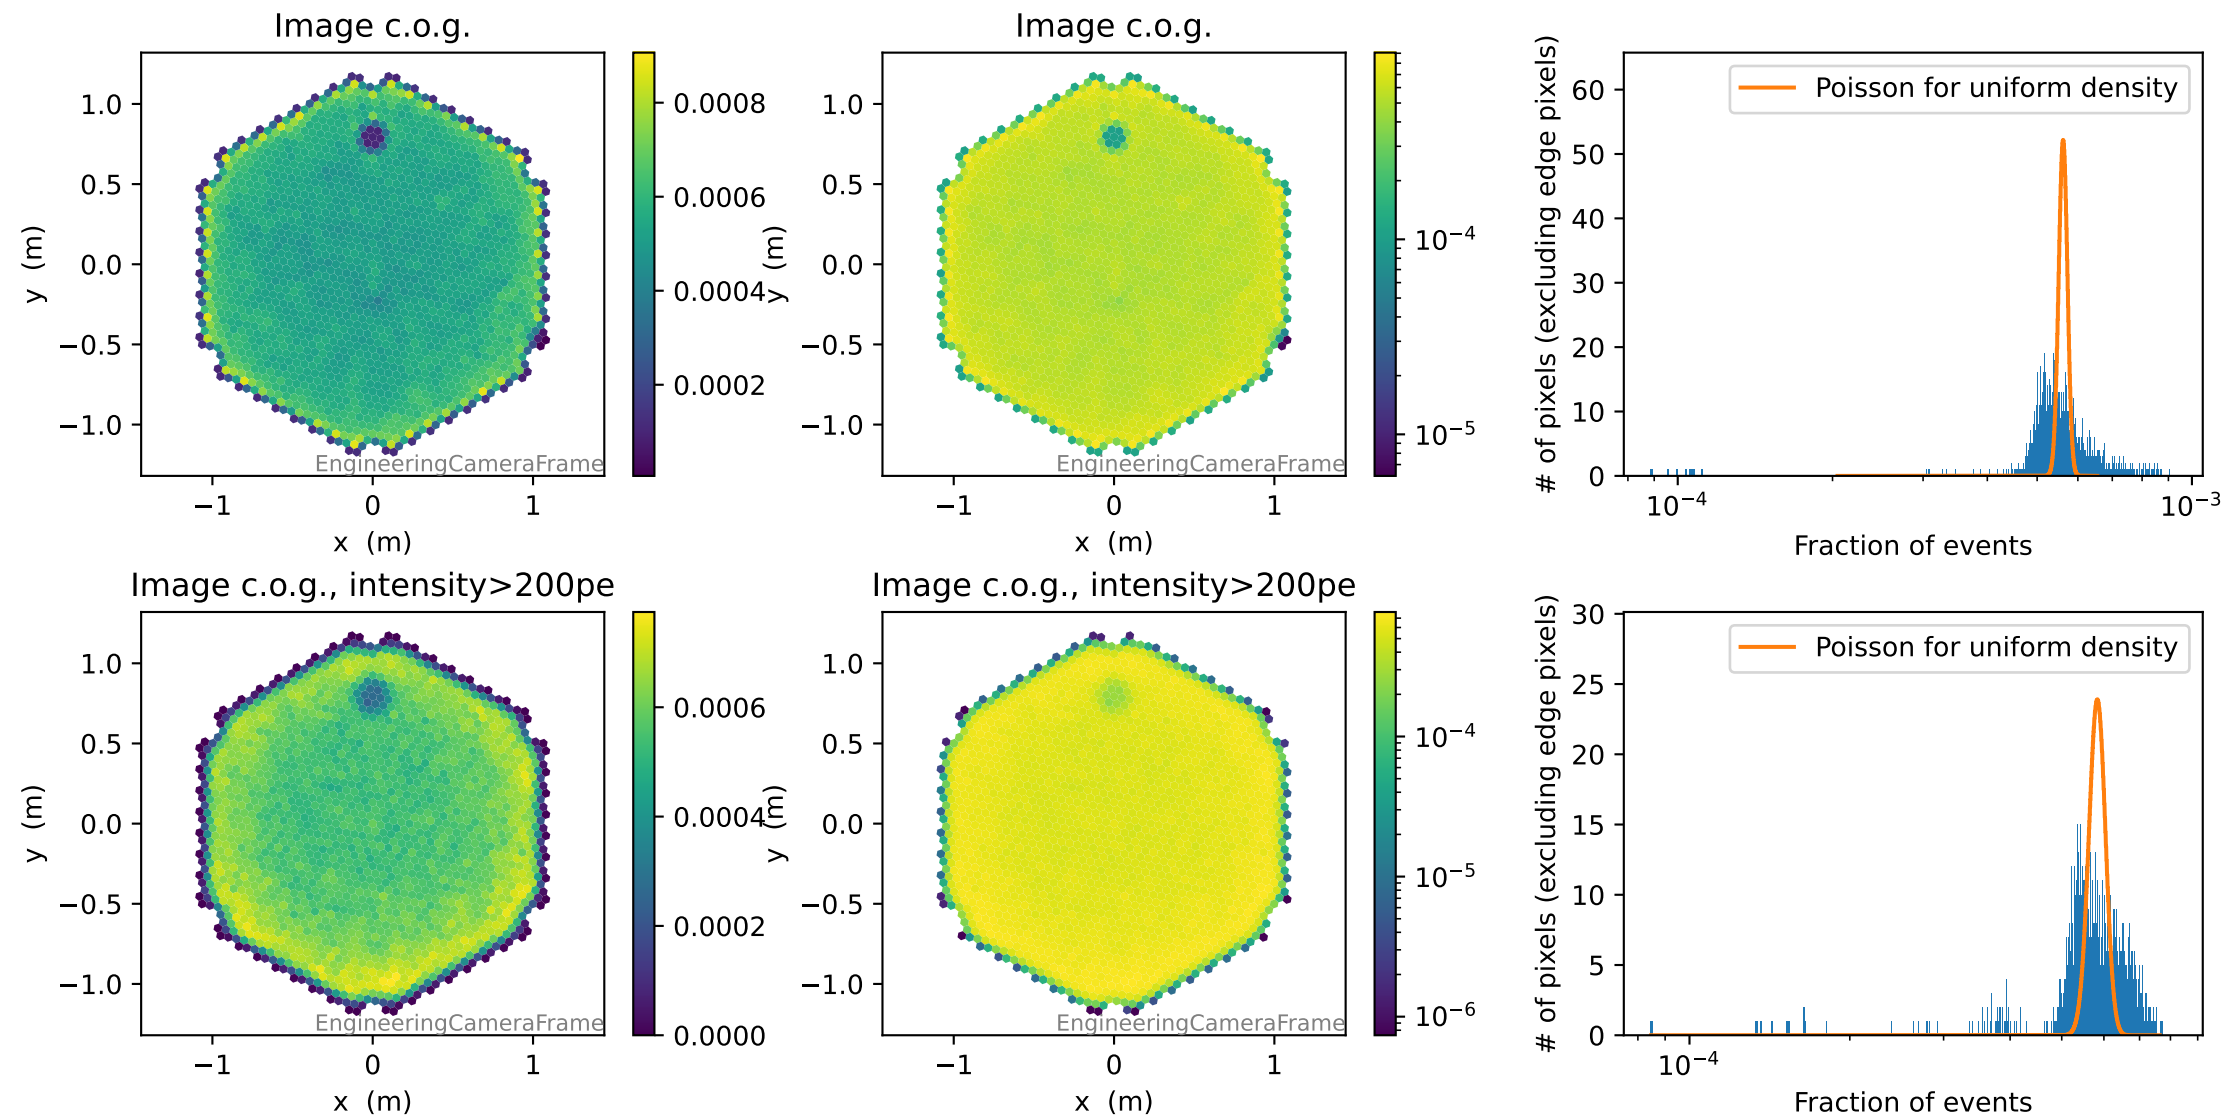 Image c.o.g.
y (m)
1.0
0.5
0.0
−0.5
−1.0
−1
0
1
x (m)
EngineeringCameraFrame
0.0008
0.0006
0.0004
0.0002
Image c.o.g.
y (m)
1.0
0.5
0.0
−0.5
−1.0
−1
0
1
x (m)
EngineeringCameraFrame
10−4
10−5
# of pixels (excluding edge pixels)
60
50
40
30
20
10
0
Poisson for uniform density
10−4
10−3
Fraction of events
Image c.o.g., intensity>200pe
y (m)
1.0
0.5
0.0
−0.5
−1.0
−1
0
1
x (m)
EngineeringCameraFrame
0.0006
0.0004
0.0002
0.0000
Image c.o.g., intensity>200pe
y (m)
1.0
0.5
0.0
−0.5
−1.0
−1
0
1
x (m)
EngineeringCameraFrame
10−4
10−5
10−6
# of pixels (excluding edge pixels)
30
25
20
15
10
5
0
Poisson for uniform density
10−4
Fraction of events